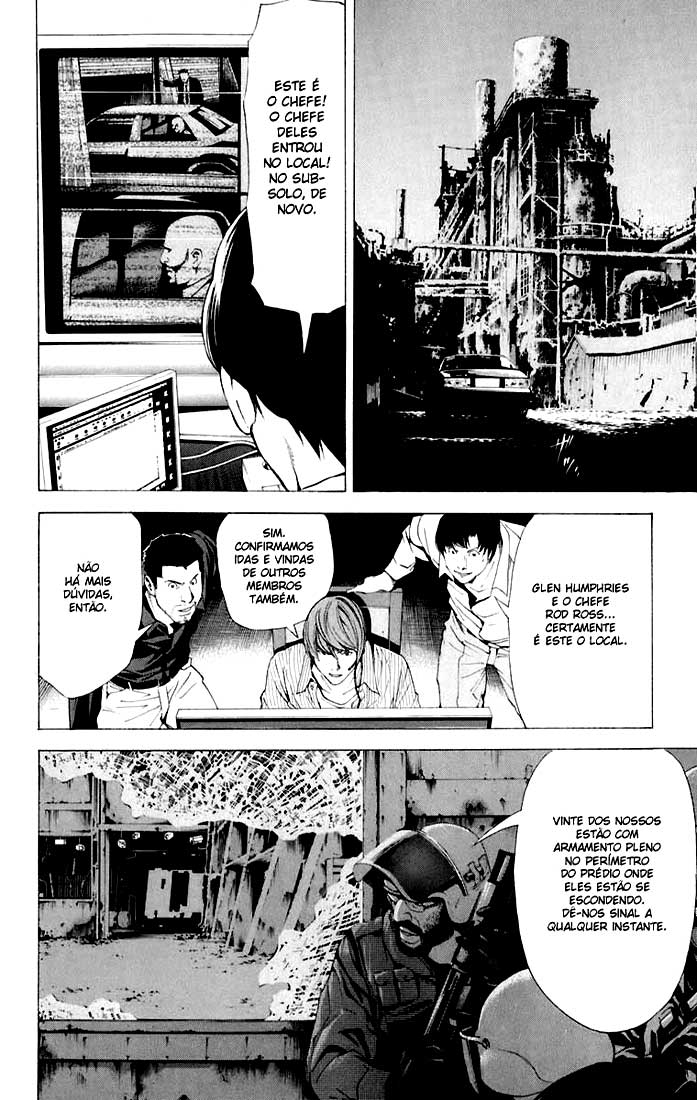 ESTE É
O CHEFE!
O CHEFE
DELES
ENTROU
NO LOCAL!
NO SUB-
SOLO, DE
NOVO.
GLEN HUMPHRIES
E O CHEFE
ROD ROSS...
CERTAMENTE
É ESTE O LOCAL.
SIM.
CONFIRMAMOS
IDAS E VINDAS
DE OUTROS
MEMBROS
TAMBÉM.
NÃO
HÁ MAIS
DÚVIDAS,
ENTÃO.
VINTE DOS NOSSOS
ESTÃO COM
ARMAMENTO PLENO
NO PERÍMETRO
DO PRÉDIO ONDE
ELES ESTÃO SE
ESCONDENDO.
DÊ-NOS SINAL A
QUALQUER INSTANTE.